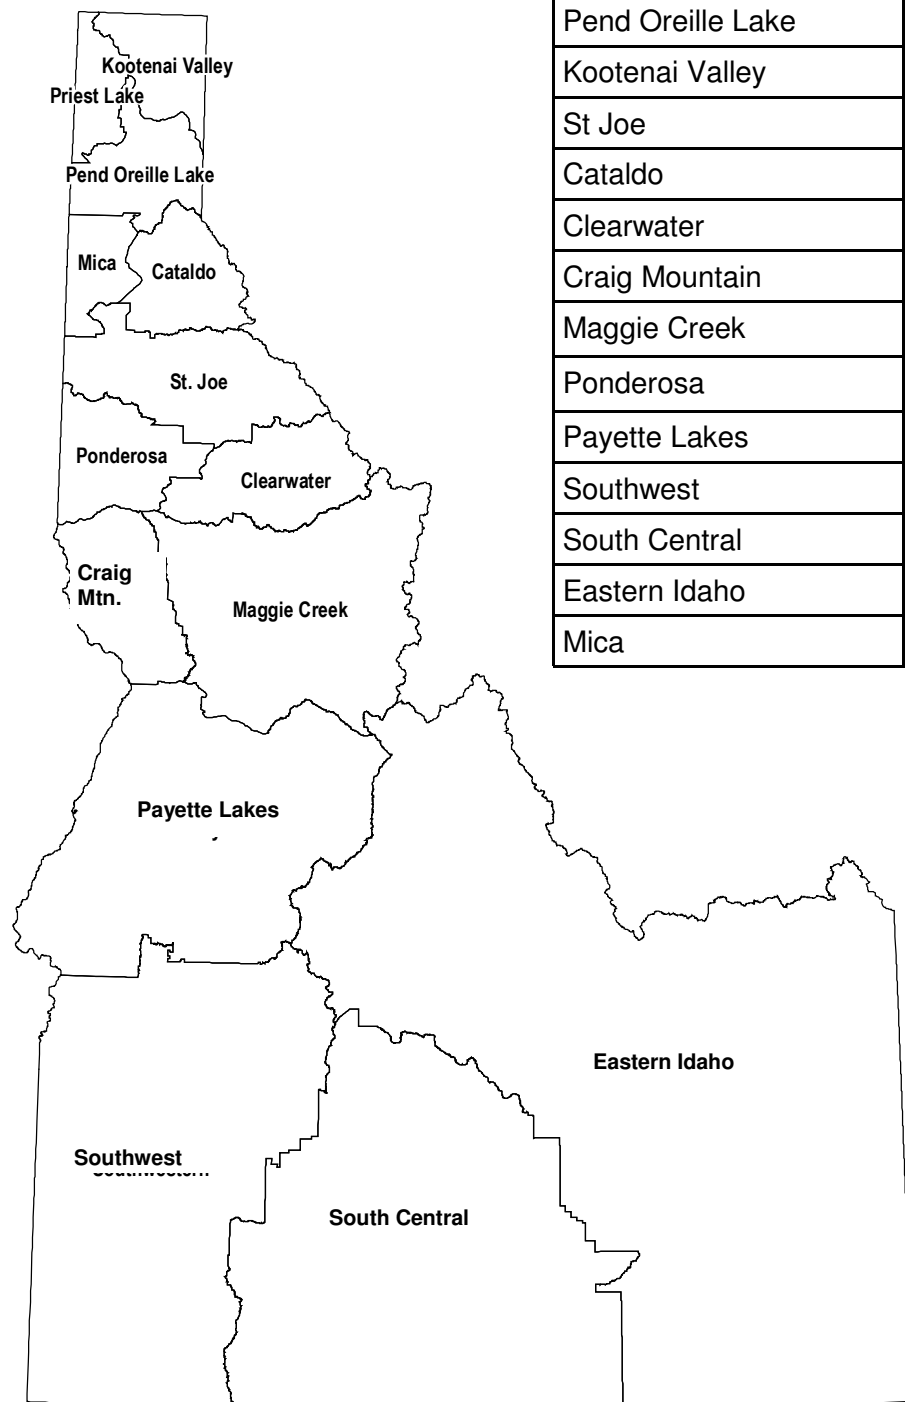 Kootenai Valley
Priest Lake
Pend Oreille Lake
Mica
Cataldo
St. Joe
Ponderosa
Clearwater
Craig
Mtn.
Maggie Creek
Payette Lakes
Eastern Idaho
Southwest
South Central
Pend Oreille Lake
Kootenai Valley
St Joe
Cataldo
Clearwater
Craig Mountain
Maggie Creek
Ponderosa
Payette Lakes
Southwest
South Central
Eastern Idaho
Mica